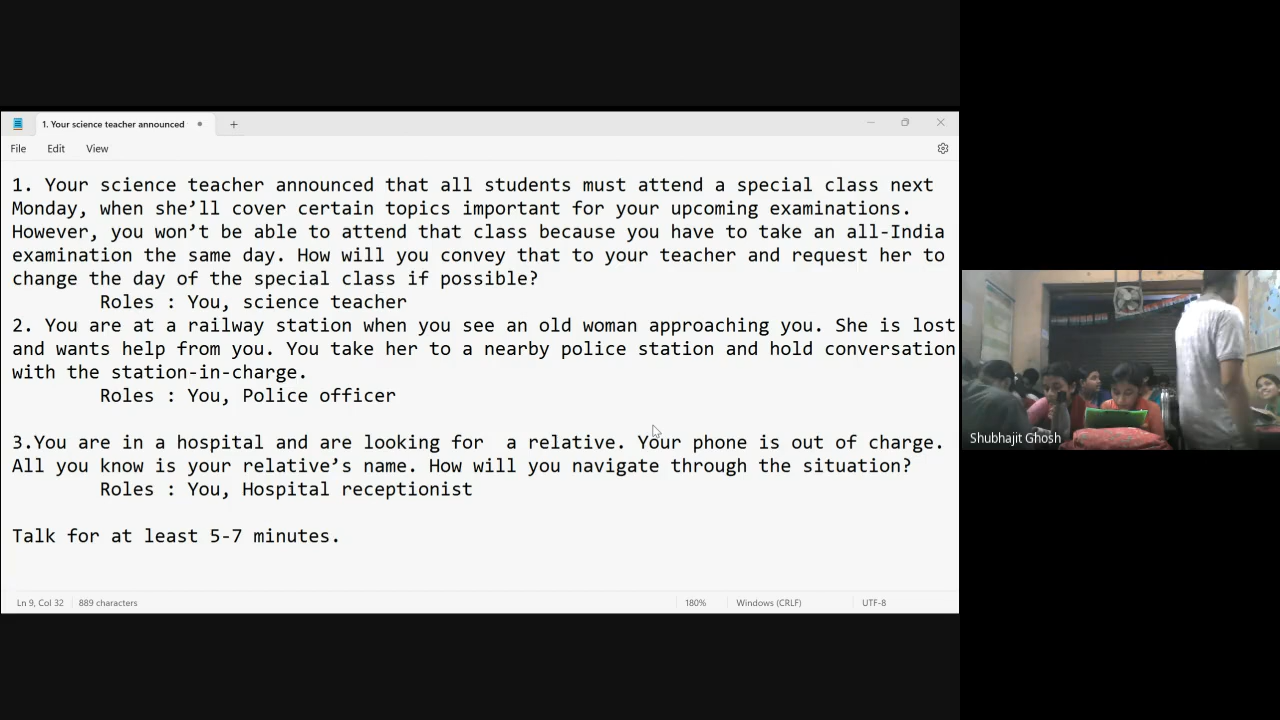 1. Your science teacher announced
File Edit View
1. Your science teacher announced that all students must attend a special class next
Monday, when she’ll cover certain topics important for your upcoming examinations.
However, you won’t be able to attend that class because you have to take an all-India
examination the same day. How will you convey that to your teacher and request her to
change the day of the special class if possible?
Roles : You, science teacher
2. You are at a railway station when you see an old woman approaching you. She is lost
and wants help from you. You take her to a nearby police station and hold conversation
with the station-in-charge.
Roles : You, Police officer
3.You are in a hospital and are looking for  a relative. Your phone is out of charge.
All you know is your relative’s name. How will you navigate through the situation?
Roles : You, Hospital receptionist
Talk for at least 5-7 minutes.
Ln 9, Col 32 889 characters 180% Windows (CRLF) UTF-8
Shubhajit Ghosh